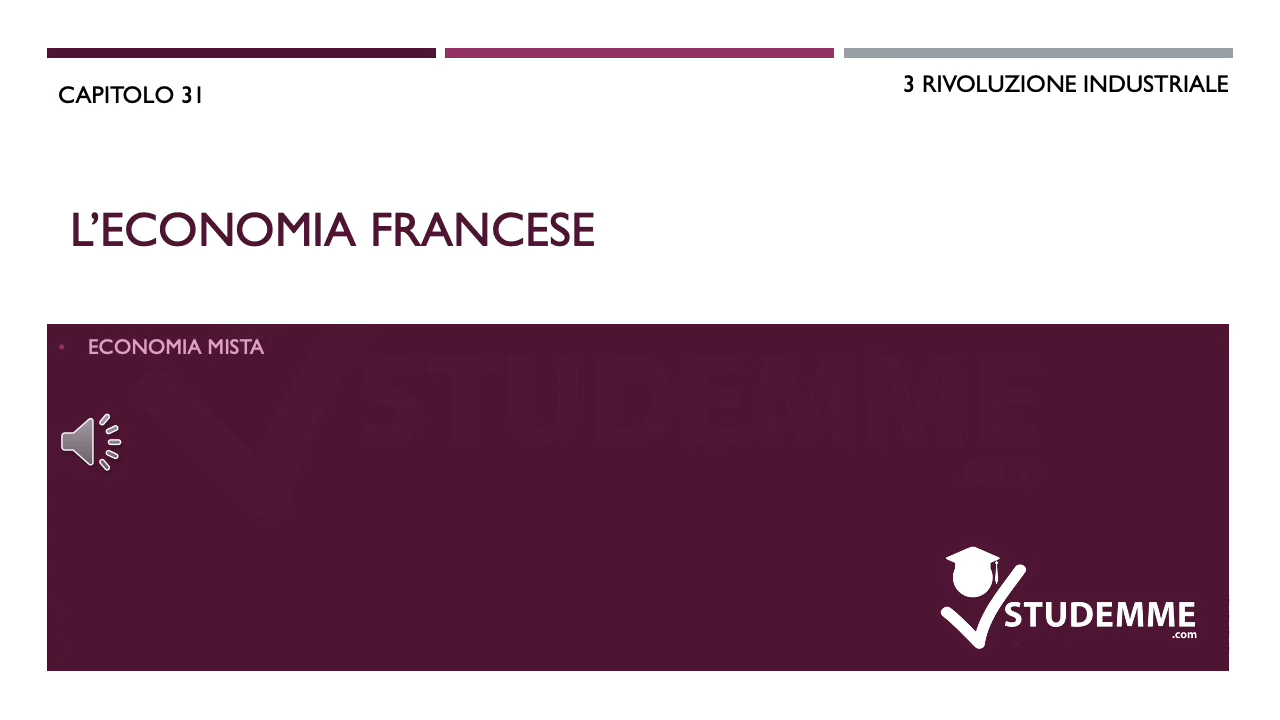 CAPITOLO 31
3 RIVOLUZIONE INDUSTRIALE
L’ECONOMIA FRANCESE
• ECONOMIA MISTA
STUDEMME
.com
STUDEMME
.com